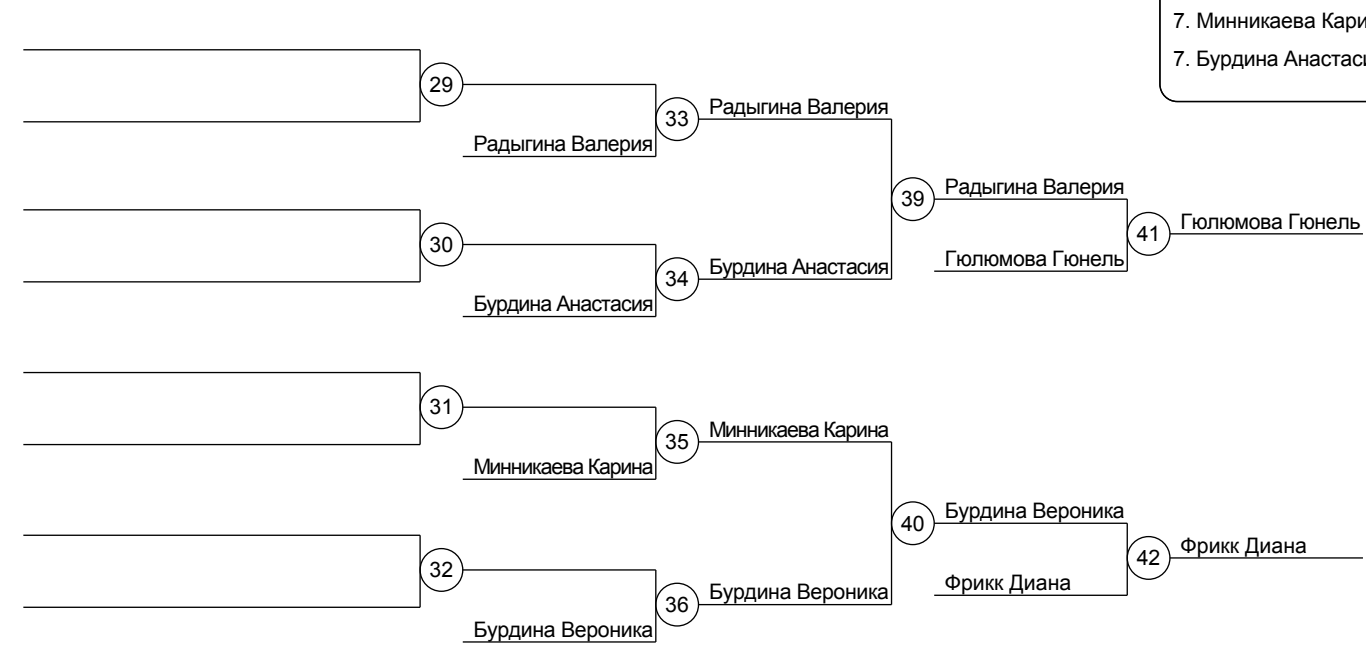 7. Минникаева
7. Бурдина
29
33
Радыгина Валерия
Радыгина Валерия
39
Радыгина Валерия
41
Гюлюмова Гюнель
Гюлюмова Гюнель
30
34
Бурдина Анастасия
Бурдина Анастасия
31
35
Минникаева Карина
Минникаева Карина
40
Бурдина Вероника
42
Фрикк Диана
Фрикк Диана
32
36
Бурдина Вероника
Бурдина Вероника